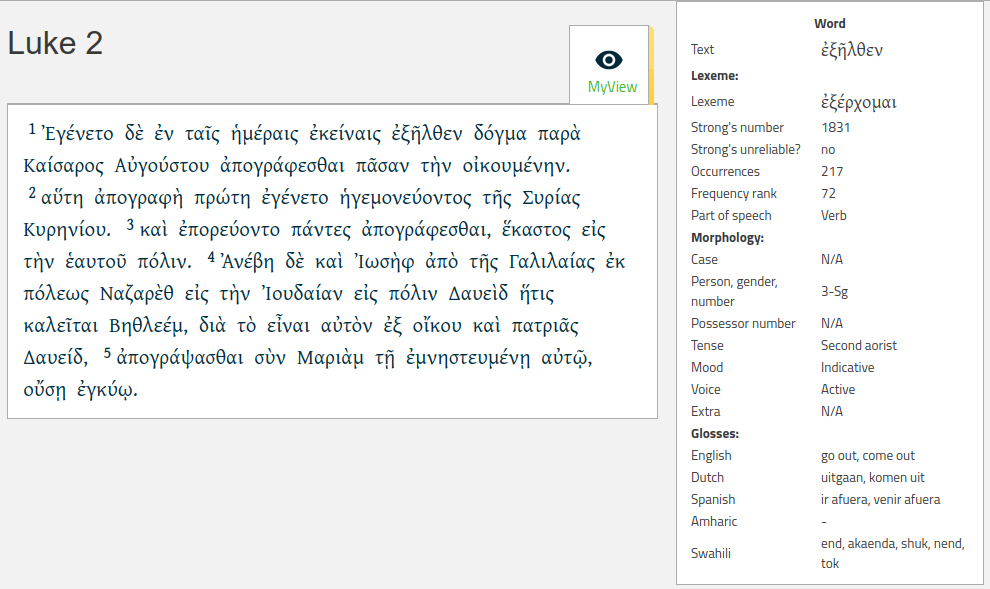 Luke 2
MyView
1 Ἐγένετο δὲ ἐν ταῖς ἡμέραις ἐκείναις ἐξῆλθεν δόγμα παρὰ
Καίσαρος Αὐγούστου ἀπογράφεσθαι πᾶσαν τὴν οἰκουμένην.
2 αὕτη ἀπογραφὴ πρώτη ἐγένετο ἡγεμονεύοντος τῆς Συρίας
Κυρηνίου. 3 καὶ ἐπορεύοντο πάντες ἀπογράφεσθαι, ἕκαστος εἰς
τὴν ἑαυτοῦ πόλιν. 4 Ἀνέβη δὲ καὶ Ἰωσὴφ ἀπὸ τῆς Γαλιλαίας ἐκ
πόλεως Ναζαρὲθ εἰς τὴν Ἰουδαίαν εἰς πόλιν Δαυεὶδ ἥτις
καλεῖται Βηθλεέμ, διὰ τὸ εἶναι αὐτὸν ἐξ οἴκου καὶ πατριᾶς
Δαυείδ, 5 ἀπογράψασθαι σὺν Μαριὰμ τῇ ἐμνηστευμένῃ αὐτῷ,
οὔσῃ ἐγκύῳ.
Word
Text ἐξῆλθεν
Lexeme:
Lexeme ἐξέρχομαι
Strong's number 1831
Strong's unreliable? no
Occurrences 217
Frequency rank 72
Part of speech Verb
Morphology:
Case N/A
Person, gender,
number 3-Sg
Possessor number N/A
Tense Second aorist
Mood Indicative
Voice Active
Extra N/A
Glosses:
English go out, come out
Dutch uitgaan, komen uit
Spanish ir afuera, venir afuera
Amharic -
Swahili end, akaenda, shuk, nend,
tok